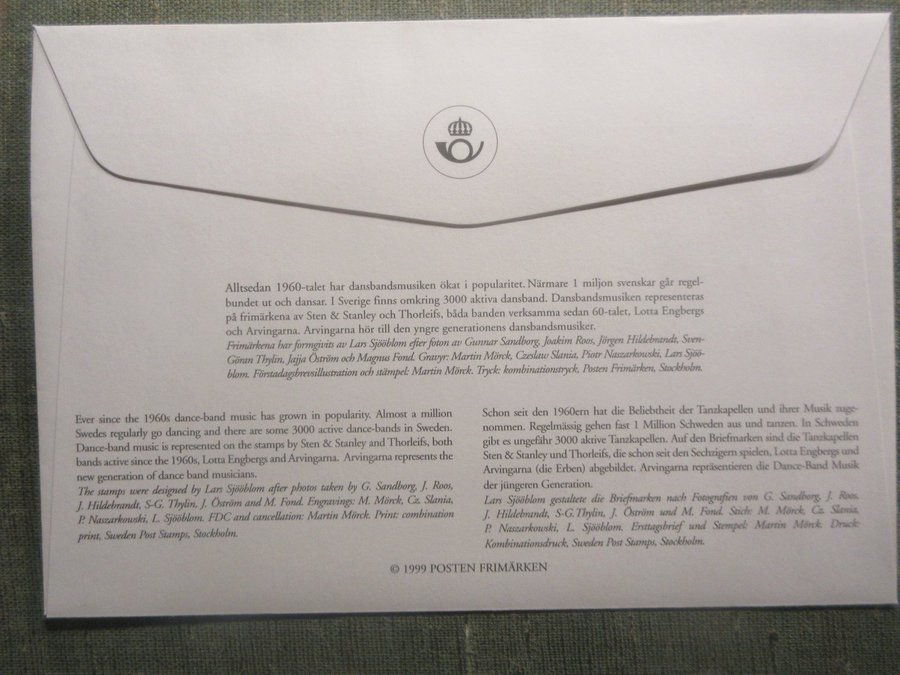 Alltsedan 1960-talet har dansbandsmusiken ökat i popularitet. Närmare 1 miljon svenskar går regel-
bundet ut och dansar. I Sverige finns omkring 3000 aktiva dansband. Dansbandsmusiken representeras
på frimärkena av Sten & Stanley och Thorleifs, båda banden verksamma sedan 60-talet, Lotta Engbergs
och Arvingarna. Arvingarna hör till den yngre generationens dansbandsmusiker.
Frimärkena har formgivits av Lars Sjööblom efter foton av Gunnar Sandborg, Joakim Roos, Jörgen Hildebrandt, Sven-
Göran Thylin, Jajja Öström och Magnus Fond. Gravyr: Martin Mörck, Czeslaw Slania, Piotr Naszarkowski, Lars Sjöö-
blom. Förstadagsbrevsillustration och stämpel: Martin Mörck. Tryck: kombinationstryck, Posten Frimärken, Stockholm.
Ever since the 1960s dance-band music has grown in popularity. Almost a million
Swedes regularly go dancing and there are some 3000 active dance-bands in Sweden.
Dance-band music is represented on the stamps by Sten & Stanley and Thorleifs, both
bands active since the 1960s, Lotta Engbergs and Arvingarna. Arvingarna represents the
new generation of dance band musicians.
The stamps were designed by Lars Sjööblom after photos taken by G. Sandborg, J. Roos,
J. Hildebrandt, S-G. Thylin, J. Öström and M. Fond. Engravings: M. Mörck, Cz. Slania,
P. Naszarkowski, L. Sjööblom. FDC and cancellation: Martin Mörck. Print: combination
print, Sweden Post Stamps, Stockholm.
Schon seit den 1960ern hat die Beliebtheit der Tanzkapellen und ihrer Musik zuge-
nommen. Regelmässig gehen fast 1 Million Schweden aus und tanzen. In Schweden
gibt es ungefähr 3000 aktive Tanzkapellen. Auf den Briefmarken sind die Tanzkapellen
Sten & Stanley und Thorleifs, die schon seit den Sechzigern spielen, Lotta Engbergs und
Arvingarna (die Erben) abgebildet. Arvingarna repräsentieren die Dance-Band Musik
der jüngeren Generation.
Lars Sjööblom gestaltete die Briefmarken nach Fotografien von G. Sandborg, J. Roos,
J. Hildebrandt, S-G.Thylin, J. Öström und M. Fond. Stich: M. Mörck, Cz. Slania,
P. Naszarkowski, L. Sjööblom. Ersttagsbrief und Stempel: Martin Mörck. Druck:
Kombinationsdruck, Sweden Post Stamps, Stockholm.
© 1999 POSTEN FRIMÄRKEN